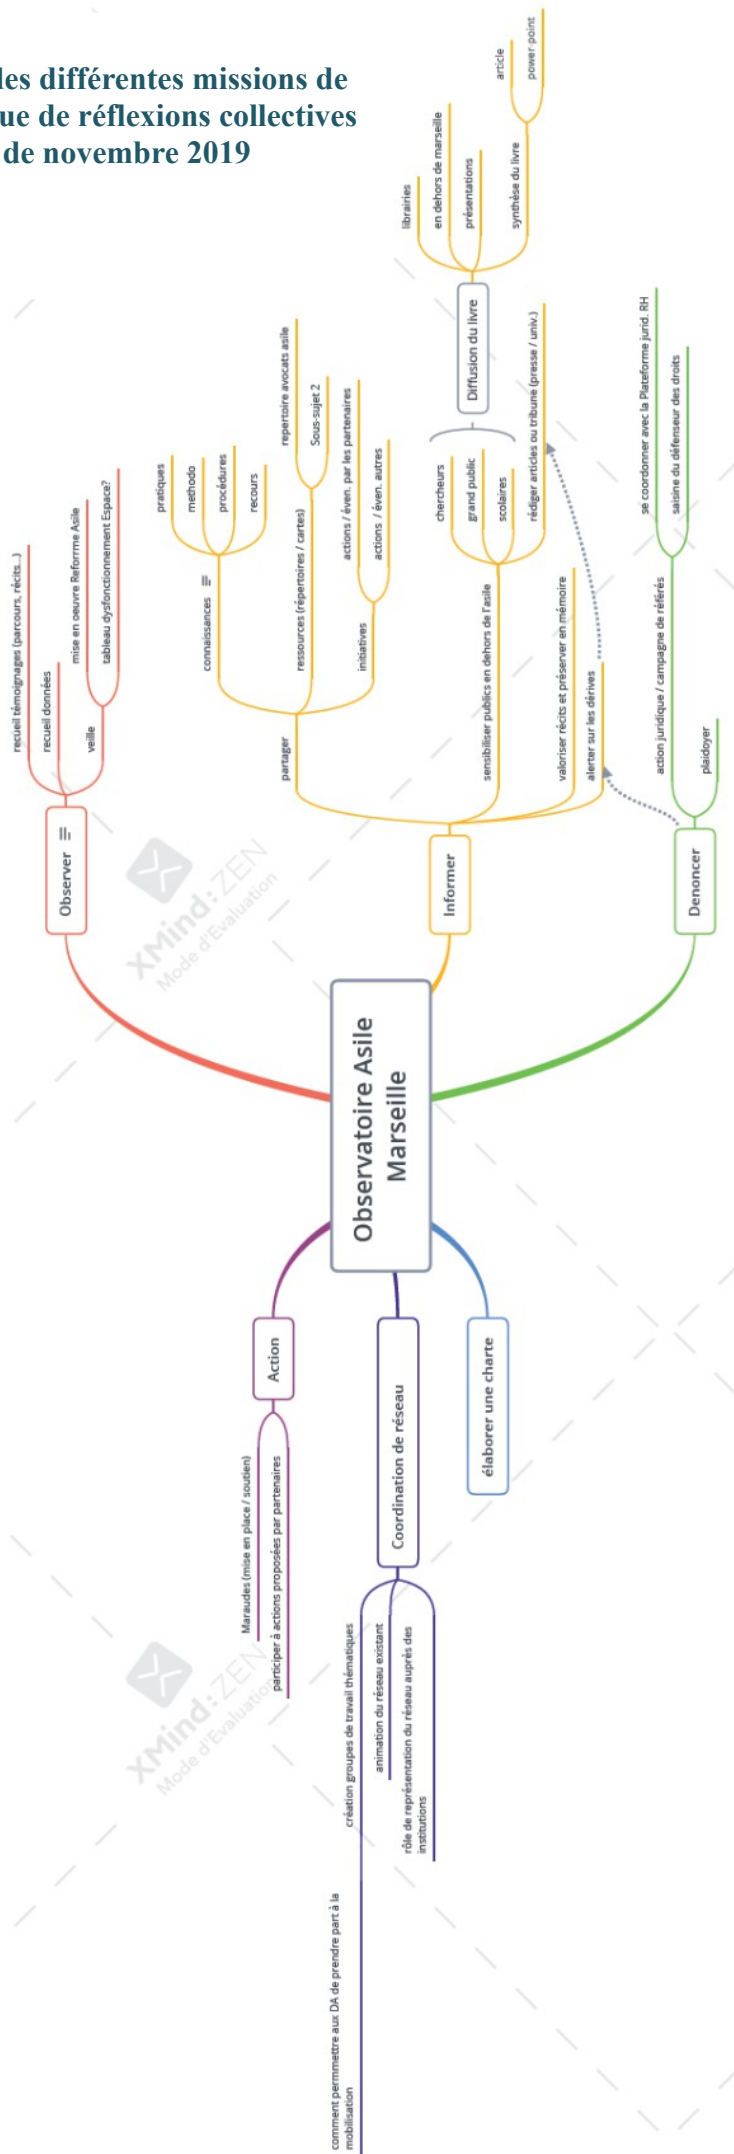 les différentes missions de
ue de réflexions collectives
de novembre 2019
Observatoire Asile
Marseille
Observer
recueil témoignages (parcours, récits...)
recueil données
veille
mise en oeuvre Reforrme Asile
tableau dysfonctionnement Espace?
Informer
partager
connaissances
pratiques
methodo
procédures
recours
ressources (répertoires / cartes)
repertoire avocats asile
Sous-sujet 2
initiatives
actions / éven. par les partenaires
actions / éven. autres
sensibiliser publics en dehors de l'asile
chercheurs
grand public
scolaires
rédiger articles ou tribune (presse / univ.)
Diffusion du livre
librairies
en dehors de marseille
présentations
synthèse du livre
article
power-point
valoriser récits et préserver en mémoire
alerter sur les dérives
Denoncer
action juridique / campagne de référés
se coordonner avec la Plateforme jurid. RH
saisine du défenseur des droits
plaidoyer
Action
Maraudes (mise en place / soutien)
participer à actions proposées par partenaires
Coordination de réseau
création groupes de travail thématiques
comment permmettre aux DA de prendre part à la
mobilisation
animation du réseau existant
rôle de représentation du réseau auprès des
institutions
élaborer une charte
XMind:ZEN
Mode d'Evaluation
XMind:ZEN
Mode d'Evaluation